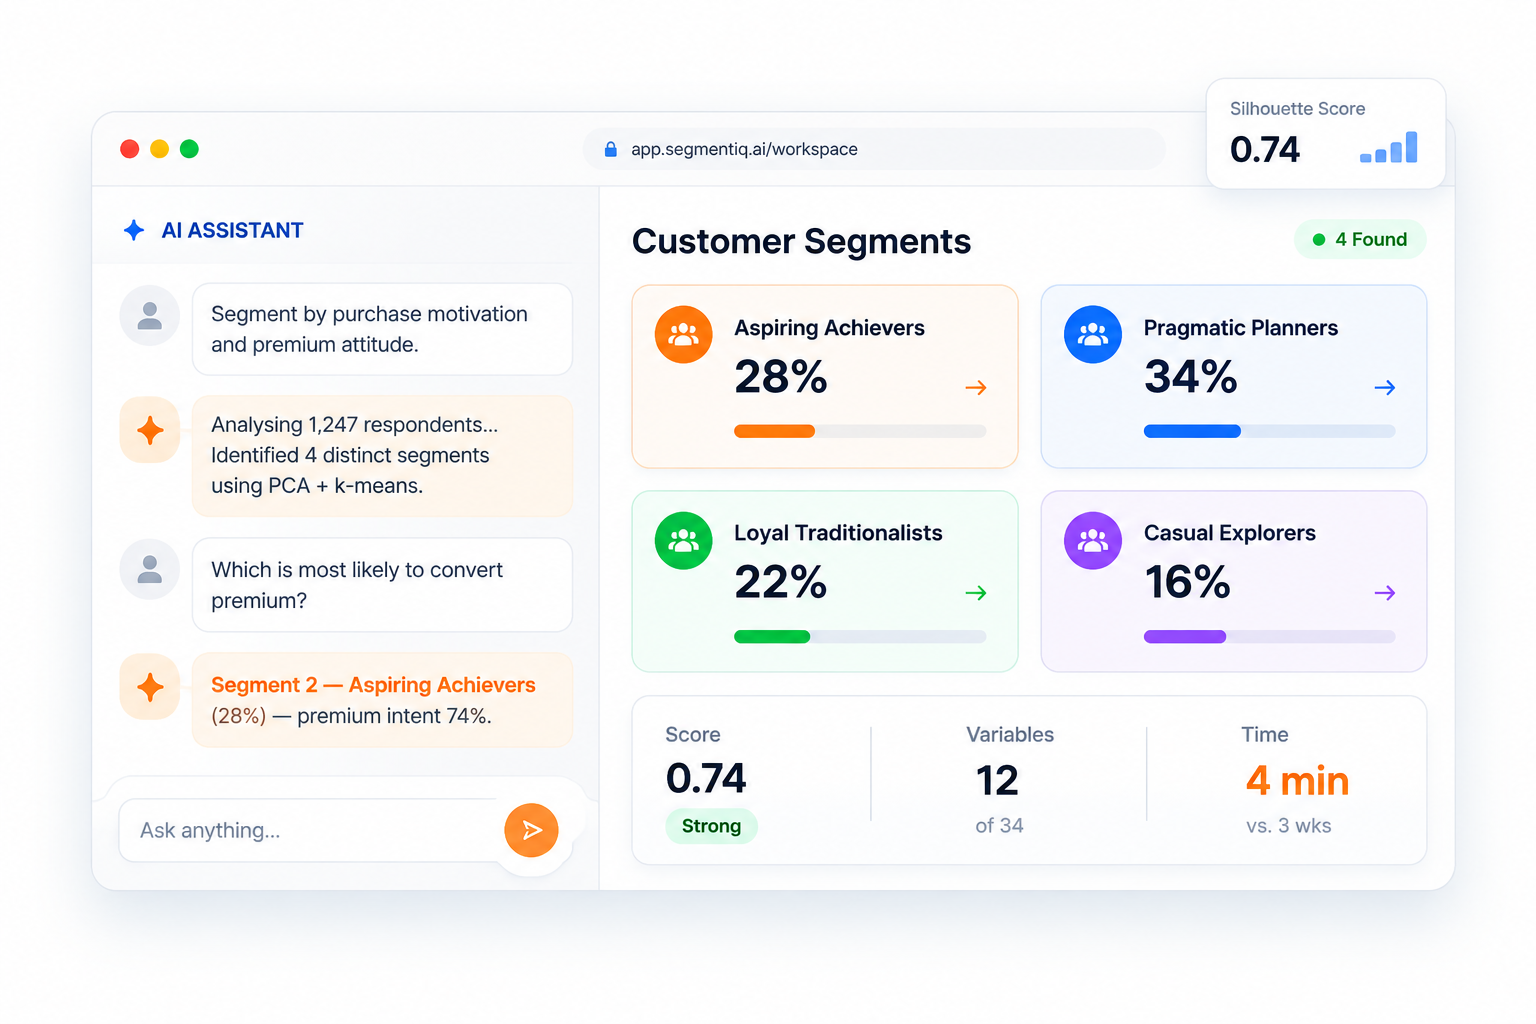 Silhouette Score
0.74
app.segmentiq.ai/workspace
AI ASSISTANT
Segment by purchase motivation
and premium attitude.
Analysing 1,247 respondents...
Identified 4 distinct segments
using PCA + k-means.
Which is most likely to convert
premium?
Segment 2 — Aspiring Achievers
(28%) — premium intent 74%.
Ask anything...
Customer Segments
4 Found
Aspiring Achievers
28%
Pragmatic Planners
34%
Loyal Traditionalists
22%
Casual Explorers
16%
Score
0.74
Strong
Variables
12
of 34
Time
4 min
vs. 3 wks